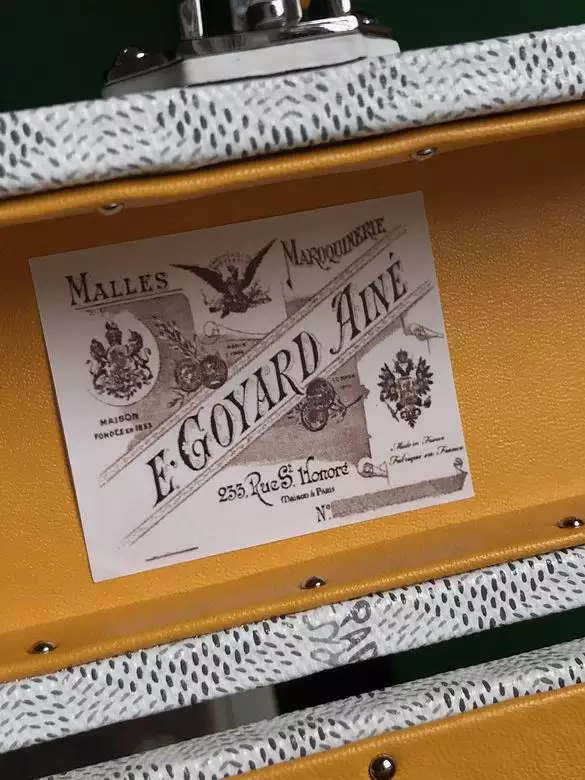 MALLES
MAROQUINERIE
E. GOYARD AINÉ
MAISON
FONDÉE en 1853
233, Rue St. Honoré
Maison à PARIS
Made in France
Fabriqué en France
N°